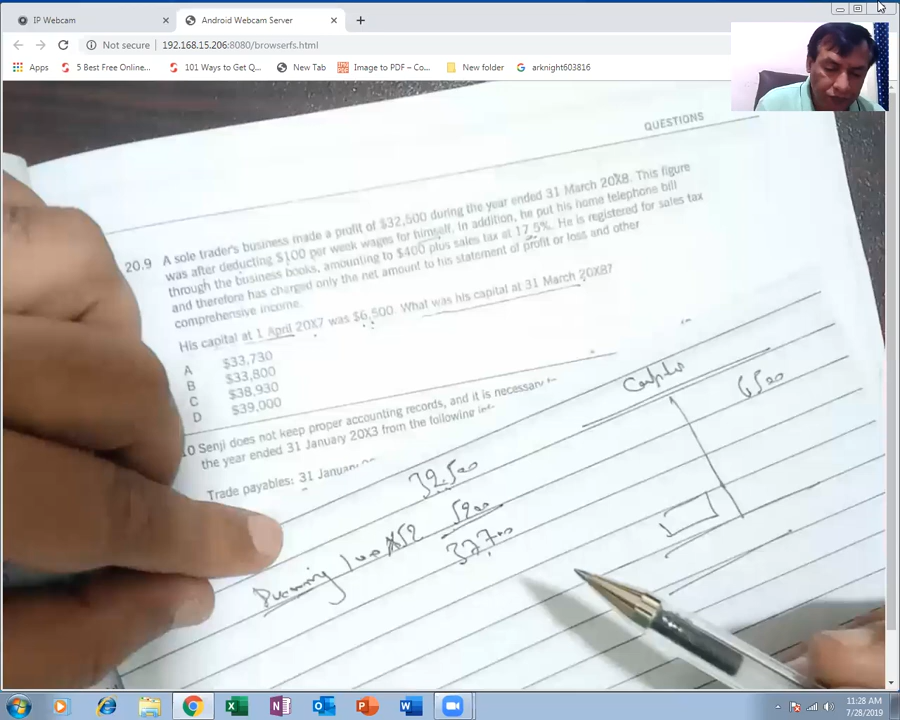 IP Webcam
Android Webcam Server
Not secure
192.168.15.206:8080/browserfs.html
Apps
5 Best Free Online...
101 Ways to Get Q...
New Tab
Image to PDF – Co...
New folder
arknight603816
QUESTIONS
20.9 A sole trader's business made a profit of $32,500 during the year ended 31 March 20X8. This figure
was after deducting $100 per week wages for himself. In addition, he put his home telephone bill
through the business books, amounting to $400 plus sales tax at 17.5%. He is registered for sales tax
and therefore has charged only the net amount to his statement of profit or loss and other
comprehensive income.
His capital at 1 April 20X7 was $6,500. What was his capital at 31 March 20X8?
A $33,730
B $33,800
C $38,930
D $39,000
10 Senji does not keep proper accounting records, and it is necessary
the year ended 31 January 20X3 from the following
Trade payables: 31 January
Capital
6500
32500
Drawing 100 x 52 5200
37700
11:28 AM
7/28/2019